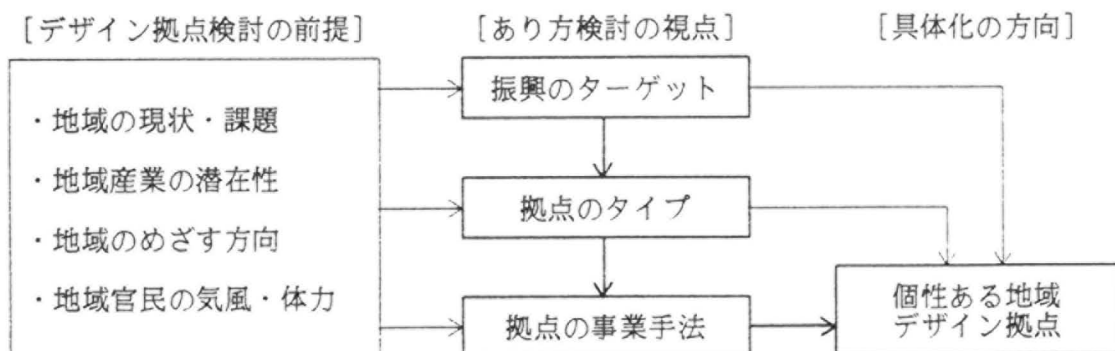 [デザイン拠点検討の前提]
[あり方検討の視点]
[具体化の方向]
・地域の現状・課題
・地域産業の潜在性
・地域のめざす方向
・地域官民の気風・体力
振興のターゲット
拠点のタイプ
拠点の事業手法
個性ある地域
デザイン拠点